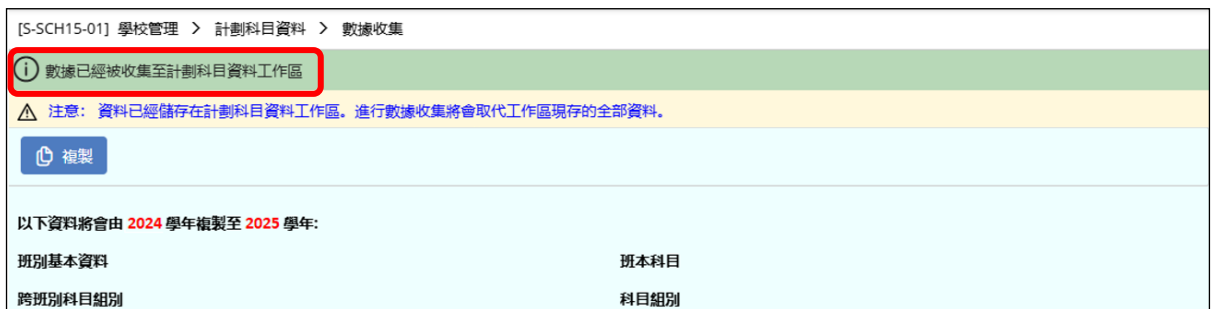 [S-SCH15-01] 學校管理 > 計劃科目資料 > 數據收集
數據已經被收集至計劃科目資料工作區
注意： 資料已經儲存在計劃科目資料工作區。進行數據收集將會取代工作區現存的全部資料。
複製
以下資料將會由 2024 學年複製至 2025 學年:
班別基本資料 班本科目
跨班別科目組別 科目組別